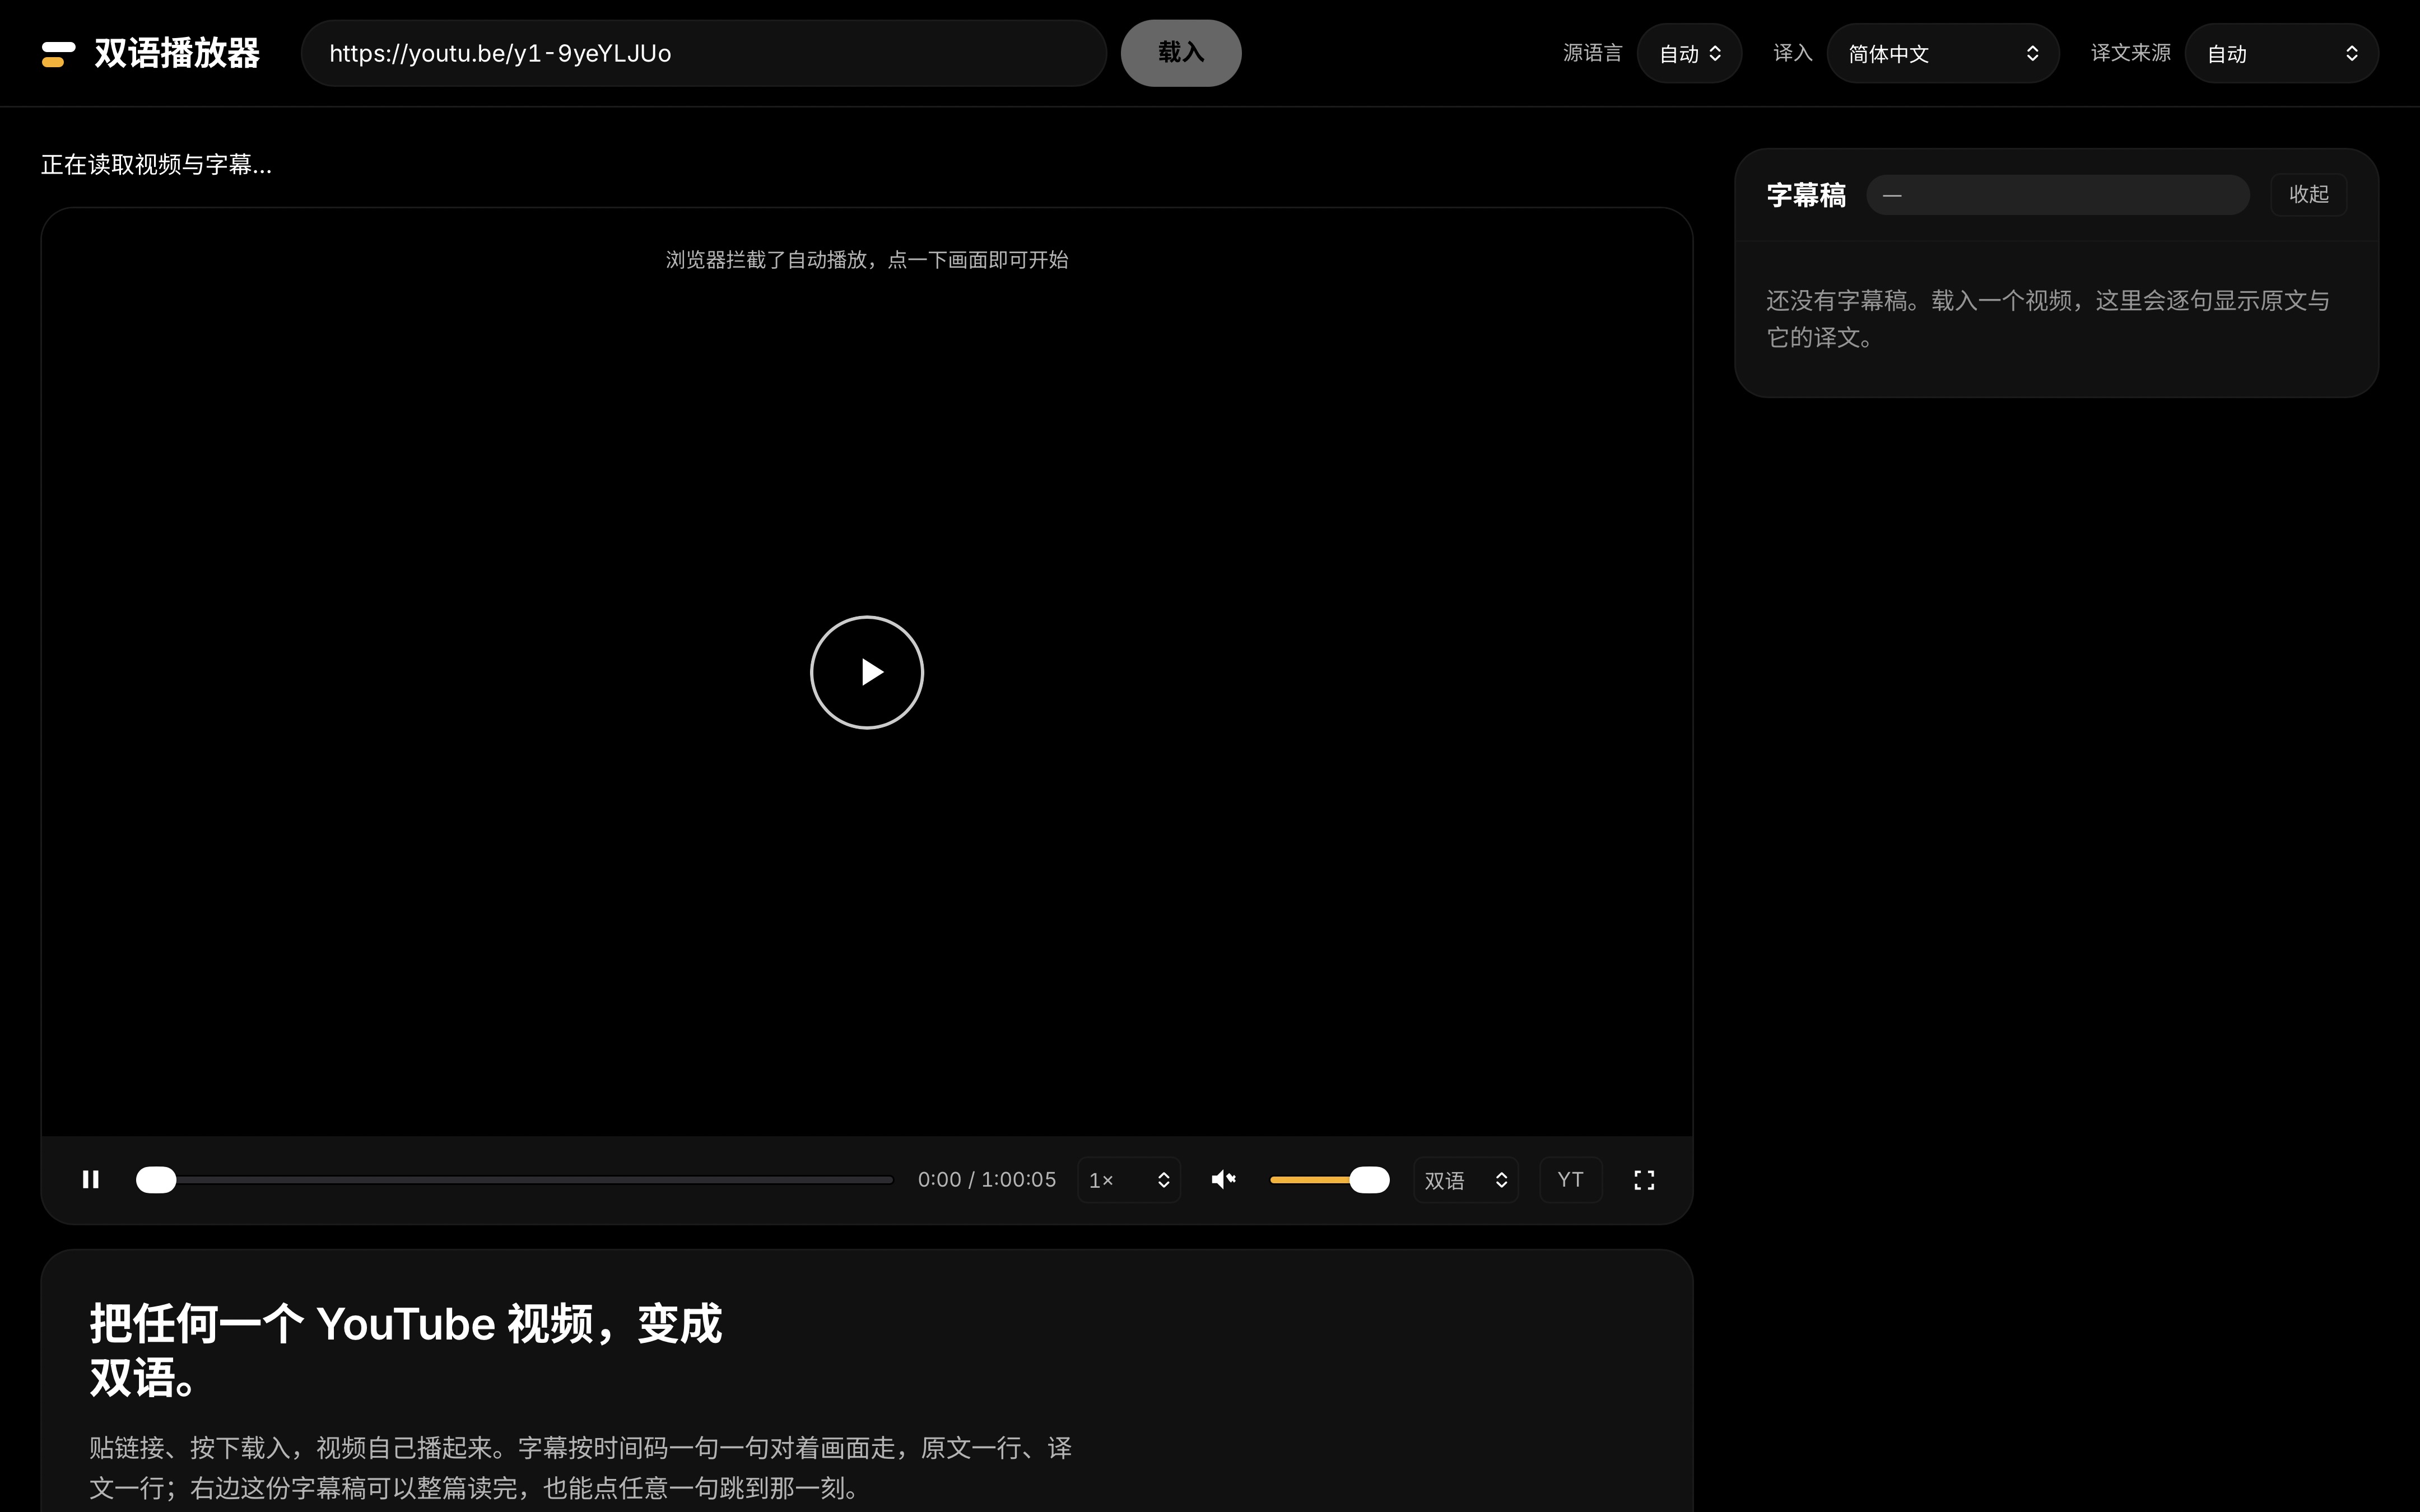 双语播放器
https://youtu.be/y1-9yeYLJUo
载入
源语言
自动
译入
简体中文
译文来源
自动
正在读取视频与字幕...
浏览器拦截了自动播放，点一下画面即可开始
字幕稿
—
收起
还没有字幕稿。载入一个视频，这里会逐句显示原文与
它的译文。
0:00 / 1:00:05
1×
双语
YT
把任何一个 YouTube 视频，变成
双语。
贴链接、按下载入，视频自己播起来。字幕按时间码一句一句对着画面走，原文一行、译
文一行；右边这份字幕稿可以整篇读完，也能点任意一句跳到那一刻。